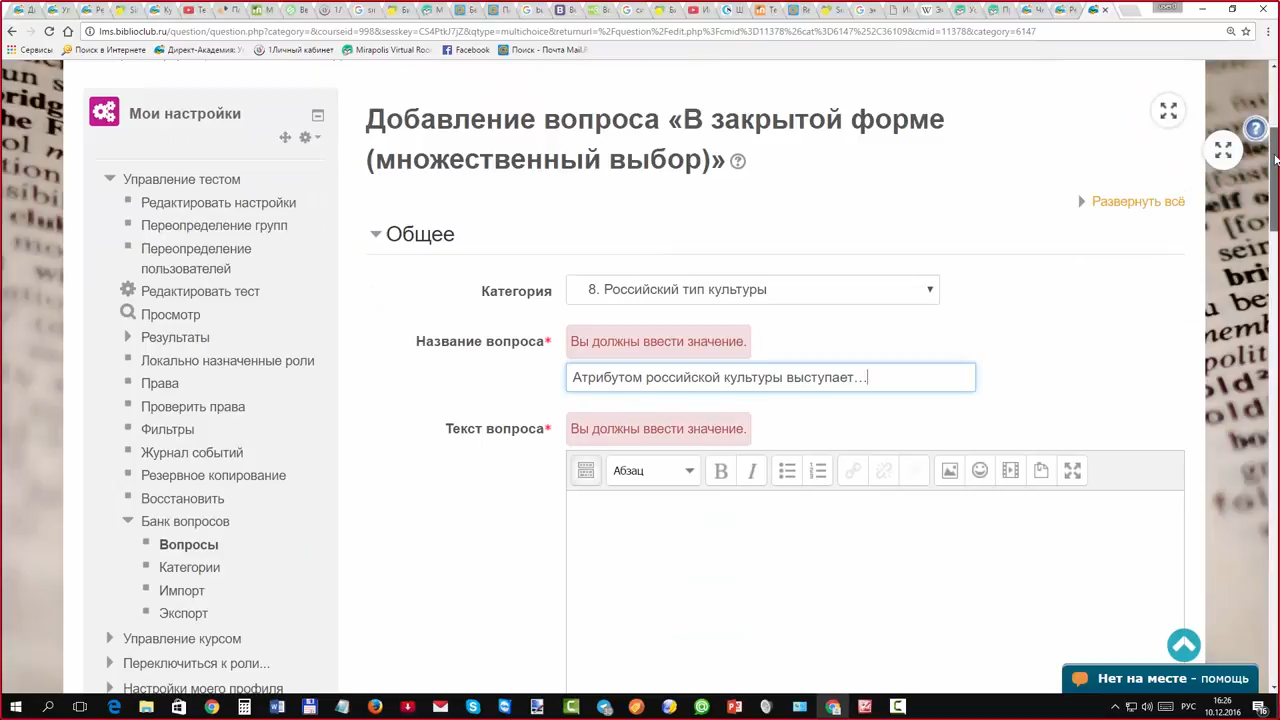 lms.biblioclub.ru/question/question.php?category=&courseid=998&sesskey=CS4PtkJ7jZ&qtype=multichoice&returnurl=%2Fquestion%2Fedit.php%3Fcmid%3D11378%26cat%3D6147%252C36109&cmid=11378&category=6147
Сервисы
Поиск в Интернете
Директ-Академия:
1Личный кабинет
Mirapolis Virtual Roo
Facebook
Поиск - Почта Mail.
Мои настройки
Управление тестом
Редактировать настройки
Переопределение групп
Переопределение
пользователей
Редактировать тест
Просмотр
Результаты
Локально назначенные роли
Права
Проверить права
Фильтры
Журнал событий
Резервное копирование
Восстановить
Банк вопросов
Вопросы
Категории
Импорт
Экспорт
Управление курсом
Переключиться к роли...
Настройки моего профиля
Добавление вопроса «В закрытой форме
(множественный выбор)»
Развернуть всё
Общее
Категория
8. Российский тип культуры
Название вопроса*
Вы должны ввести значение.
Атрибутом российской культуры выступает…
Текст вопроса*
Вы должны ввести значение.
Абзац
B I
Нет на месте - помощь
РУС
16:26
10.12.2016
16